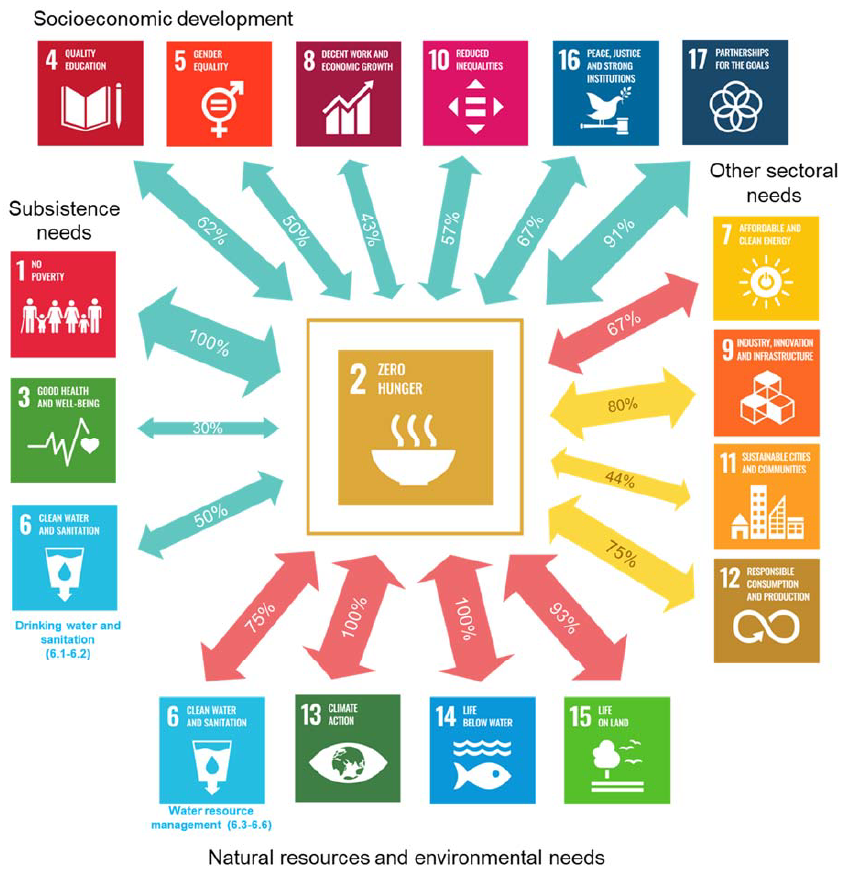 Socioeconomic development
4 QUALITY
EDUCATION
5 GENDER
EQUALITY
8 DECENT WORK AND
ECONOMIC GROWTH
10 REDUCED
INEQUALITIES
16 PEACE, JUSTICE
AND STRONG
INSTITUTIONS
17 PARTNERSHIPS
FOR THE GOALS
62%
50%
43%
57%
67%
91%
Subsistence
needs
1 NO
POVERTY
100%
3 GOOD HEALTH
AND WELL-BEING
30%
6 CLEAN WATER
AND SANITATION
50%
Drinking water and
sanitation
(6.1-6.2)
2 ZERO
HUNGER
Other sectoral
needs
7 AFFORDABLE AND
CLEAN ENERGY
67%
9 INDUSTRY, INNOVATION
AND INFRASTRUCTURE
80%
11 SUSTAINABLE CITIES
AND COMMUNITIES
44%
12 RESPONSIBLE
CONSUMPTION
AND PRODUCTION
75%
75%
100%
100%
93%
6 CLEAN WATER
AND SANITATION
Water resource
management (6.3-6.6)
13 CLIMATE
ACTION
14 LIFE
BELOW WATER
15 LIFE
ON LAND
Natural resources and environmental needs